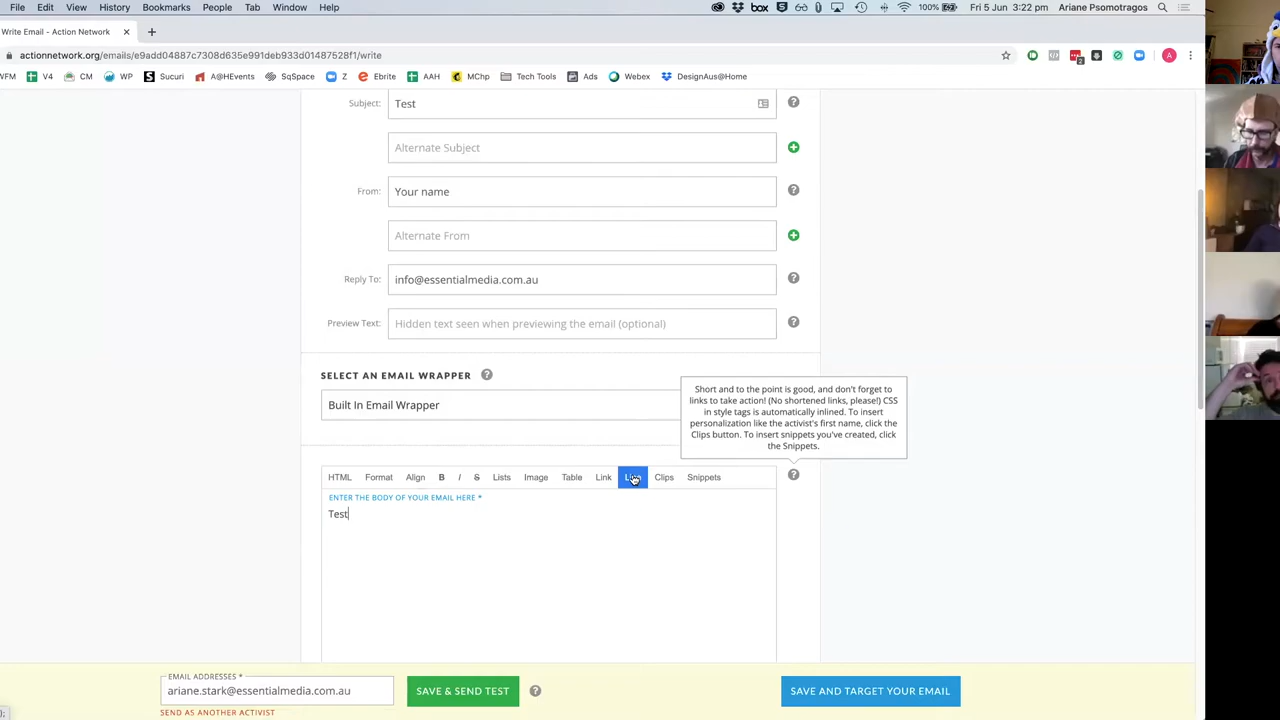 File Edit View History Bookmarks People Tab Window Help box 100% Fri 5 Jun 3:22 pm Ariane Psomotragos
Write Email - Action Network
actionnetwork.org/emails/e9add04887c7308d635e991deb933d01487528f1/write
WFM V4 CM WP Sucuri A@HEvents SqSpace Z Ebrite AAH MChp Tech Tools Ads Webex DesignAus@Home
Subject: Test
Alternate Subject
From: Your name
Alternate From
Reply To: info@essentialmedia.com.au
Preview Text: Hidden text seen when previewing the email (optional)
SELECT AN EMAIL WRAPPER
Built In Email Wrapper
Short and to the point is good, and don't forget to
links to take action! (No shortened links, please!) CSS
in style tags is automatically inlined. To insert
personalization like the activist's first name, click the
Clips button. To insert snippets you've created, click
the Snippets.
HTML Format Align B I S Lists Image Table Link Clips Snippets
ENTER THE BODY OF YOUR EMAIL HERE *
Test
EMAIL ADDRESSES *
ariane.stark@essentialmedia.com.au
SAVE & SEND TEST
SAVE AND TARGET YOUR EMAIL
SEND AS ANOTHER ACTIVIST
);